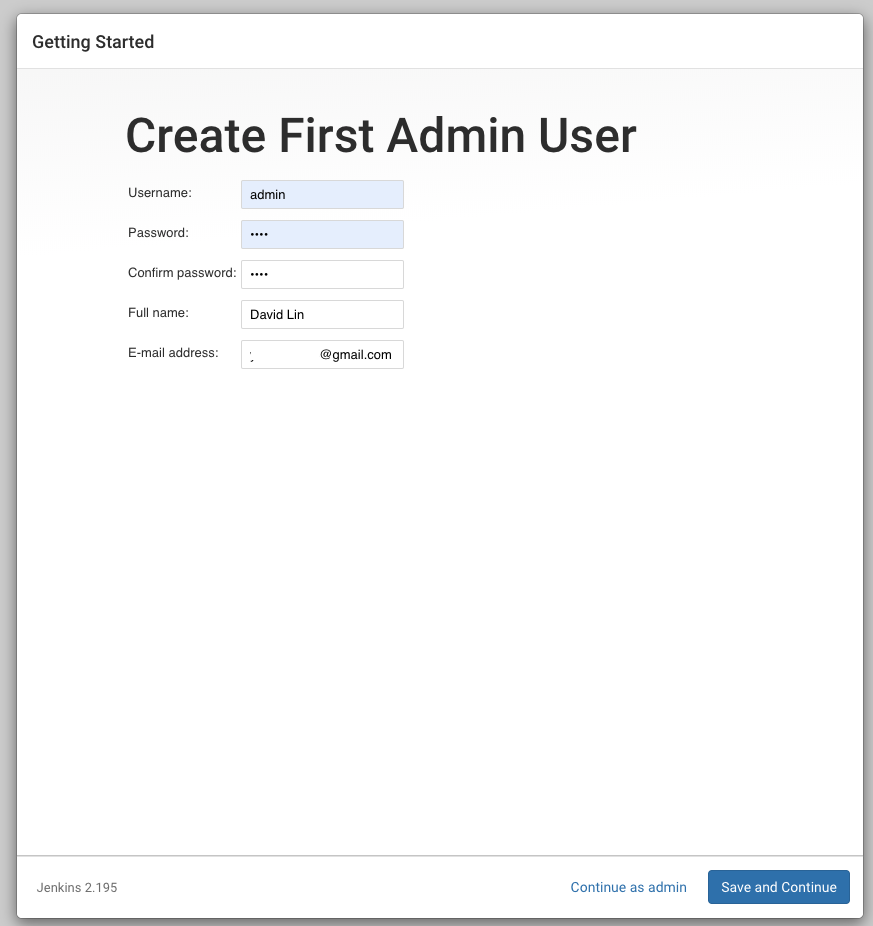 Getting Started
Create First Admin User
Username: admin
Password: ••••
Confirm password: ••••
Full name: David Lin
E-mail address: @gmail.com
Jenkins 2.195 Continue as admin Save and Continue